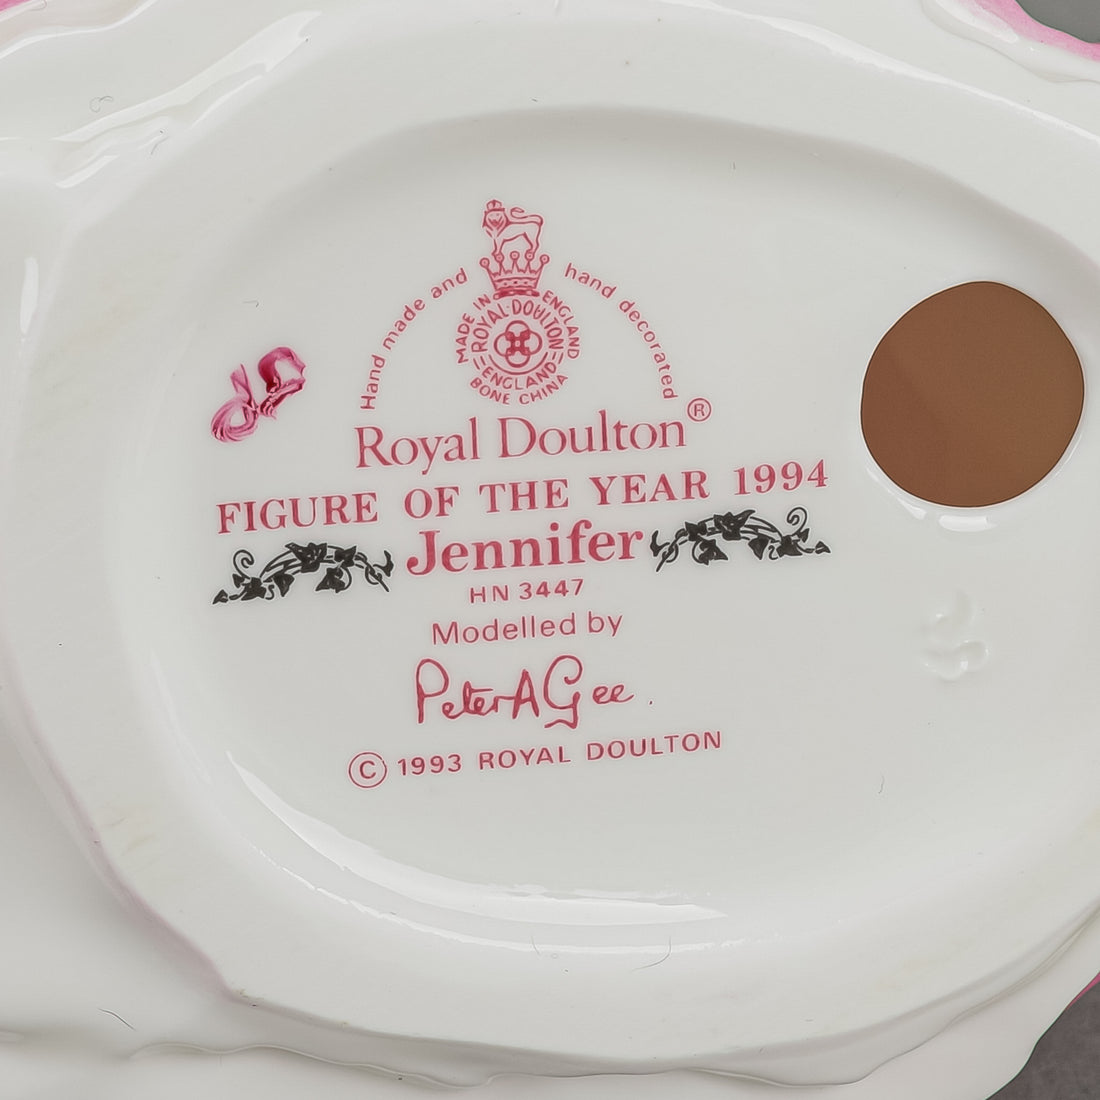 Hand made and hand decorated
MADE IN ENGLAND
ROYAL·DOULTON
ENGLAND
BONE CHINA
Royal Doulton®
FIGURE OF THE YEAR 1994
Jennifer
HN 3447
Modelled by
Peter A Gee.
© 1993 ROYAL DOULTON